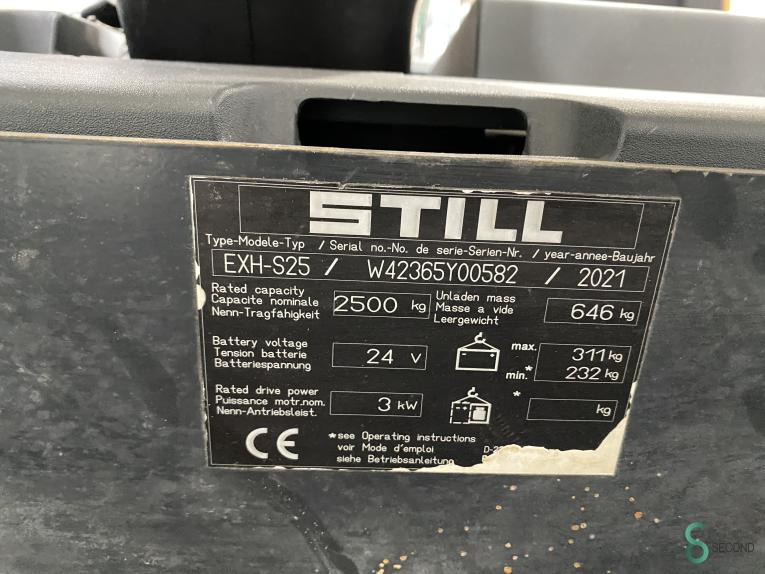 STILL
Type-Modele-Typ / Serial no.-No. de serie-Serien-Nr. / year-annee-Baujahr
EXH-S25 / W42365Y00582 / 2021
Rated capacity
Capacite nominale
Nenn-Tragfähigkeit
2500 kg
Unladen mass
Masse a vide
Leergewicht
646 kg
Battery voltage
Tension batterie
Batteriespannung
24 V
max. 311 kg
min.* 232 kg
Rated drive power
Puissance motr.nom.
Nenn-Antriebsleist.
3 kW
* kg
CE
*see Operating instructions
voir Mode d'emploi
siehe Betriebsanleitung
S SECOND